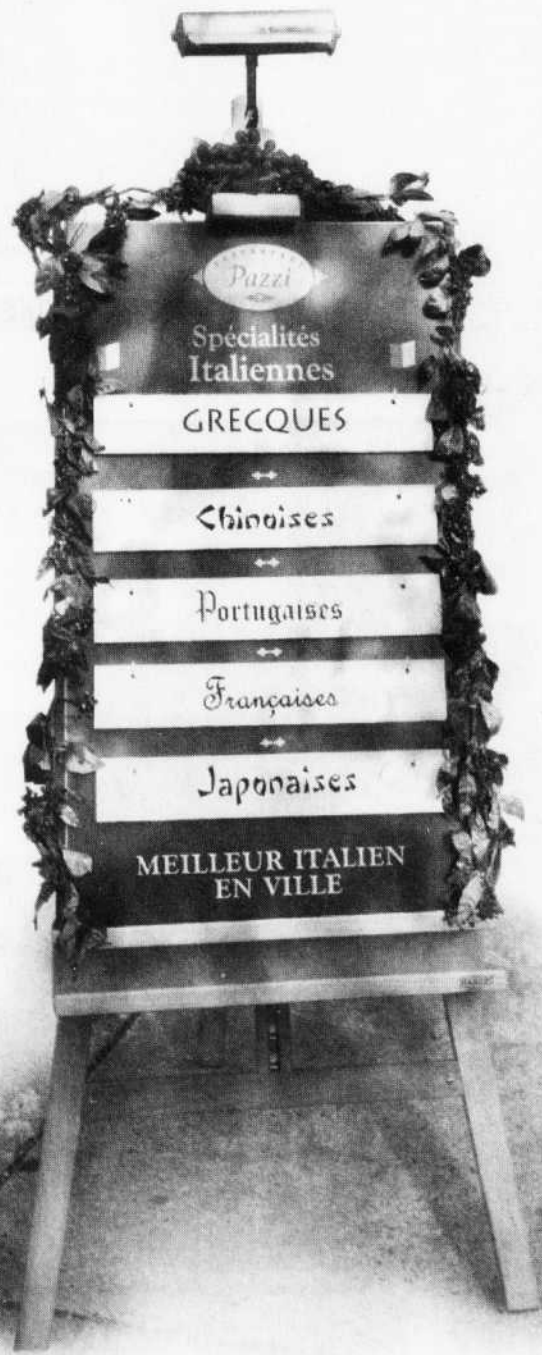 Pazzi
Spécialités
Italiennes
GRECQUES
Chinoises
Portugaises
Françaises
Japonaises
MEILLEUR ITALIEN
EN VILLE